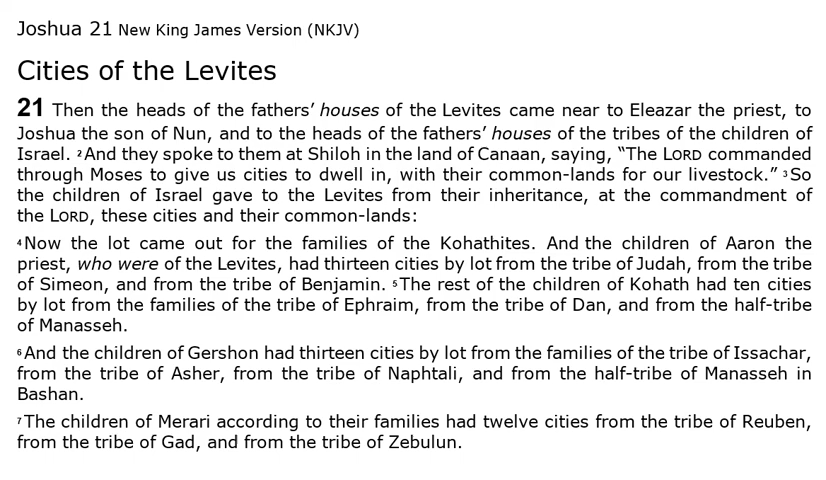 Joshua 21 New King James Version (NKJV)
Cities of the Levites
21 Then the heads of the fathers’ houses of the Levites came near to Eleazar the priest, to
Joshua the son of Nun, and to the heads of the fathers’ houses of the tribes of the children of
Israel. 2 And they spoke to them at Shiloh in the land of Canaan, saying, “The LORD commanded
through Moses to give us cities to dwell in, with their common-lands for our livestock.” 3 So
the children of Israel gave to the Levites from their inheritance, at the commandment of
the LORD, these cities and their common-lands:
4 Now the lot came out for the families of the Kohathites. And the children of Aaron the
priest, who were of the Levites, had thirteen cities by lot from the tribe of Judah, from the tribe
of Simeon, and from the tribe of Benjamin. 5 The rest of the children of Kohath had ten cities
by lot from the families of the tribe of Ephraim, from the tribe of Dan, and from the half-tribe
of Manasseh.
6 And the children of Gershon had thirteen cities by lot from the families of the tribe of Issachar,
from the tribe of Asher, from the tribe of Naphtali, and from the half-tribe of Manasseh in
Bashan.
7 The children of Merari according to their families had twelve cities from the tribe of Reuben,
from the tribe of Gad, and from the tribe of Zebulun.